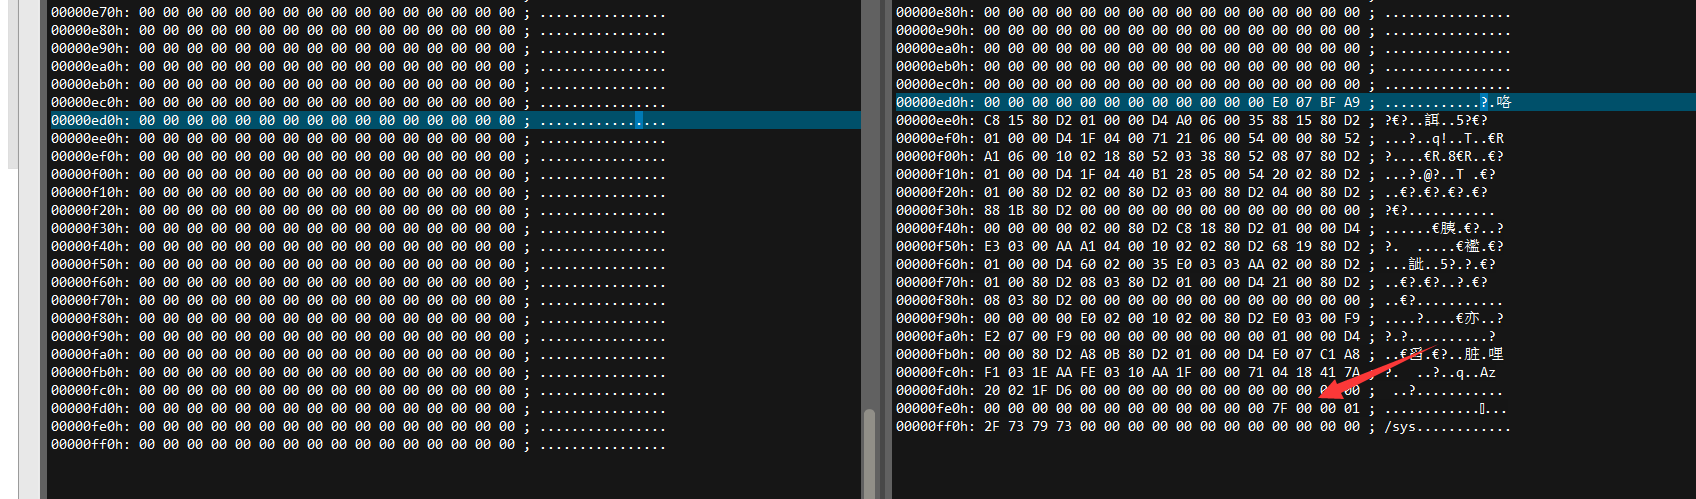 00000e70h: 00 00 00 00 00 00 00 00 00 00 00 00 00 00 00 00 ; ................
00000e80h: 00 00 00 00 00 00 00 00 00 00 00 00 00 00 00 00 ; ................
00000e90h: 00 00 00 00 00 00 00 00 00 00 00 00 00 00 00 00 ; ................
00000ea0h: 00 00 00 00 00 00 00 00 00 00 00 00 00 00 00 00 ; ................
00000eb0h: 00 00 00 00 00 00 00 00 00 00 00 00 00 00 00 00 ; ................
00000ec0h: 00 00 00 00 00 00 00 00 00 00 00 00 00 00 00 00 ; ................
00000ed0h: 00 00 00 00 00 00 00 00 00 00 00 00 00 00 00 00 ; ................
00000ee0h: 00 00 00 00 00 00 00 00 00 00 00 00 00 00 00 00 ; ................
00000ef0h: 00 00 00 00 00 00 00 00 00 00 00 00 00 00 00 00 ; ................
00000f00h: 00 00 00 00 00 00 00 00 00 00 00 00 00 00 00 00 ; ................
00000f10h: 00 00 00 00 00 00 00 00 00 00 00 00 00 00 00 00 ; ................
00000f20h: 00 00 00 00 00 00 00 00 00 00 00 00 00 00 00 00 ; ................
00000f30h: 00 00 00 00 00 00 00 00 00 00 00 00 00 00 00 00 ; ................
00000f40h: 00 00 00 00 00 00 00 00 00 00 00 00 00 00 00 00 ; ................
00000f50h: 00 00 00 00 00 00 00 00 00 00 00 00 00 00 00 00 ; ................
00000f60h: 00 00 00 00 00 00 00 00 00 00 00 00 00 00 00 00 ; ................
00000f70h: 00 00 00 00 00 00 00 00 00 00 00 00 00 00 00 00 ; ................
00000f80h: 00 00 00 00 00 00 00 00 00 00 00 00 00 00 00 00 ; ................
00000f90h: 00 00 00 00 00 00 00 00 00 00 00 00 00 00 00 00 ; ................
00000fa0h: 00 00 00 00 00 00 00 00 00 00 00 00 00 00 00 00 ; ................
00000fb0h: 00 00 00 00 00 00 00 00 00 00 00 00 00 00 00 00 ; ................
00000fc0h: 00 00 00 00 00 00 00 00 00 00 00 00 00 00 00 00 ; ................
00000fd0h: 00 00 00 00 00 00 00 00 00 00 00 00 00 00 00 00 ; ................
00000fe0h: 00 00 00 00 00 00 00 00 00 00 00 00 00 00 00 00 ; ................
00000ff0h: 00 00 00 00 00 00 00 00 00 00 00 00 00 00 00 00 ; ................
00000e80h: 00 00 00 00 00 00 00 00 00 00 00 00 00 00 00 00 ; ................
00000e90h: 00 00 00 00 00 00 00 00 00 00 00 00 00 00 00 00 ; ................
00000ea0h: 00 00 00 00 00 00 00 00 00 00 00 00 00 00 00 00 ; ................
00000eb0h: 00 00 00 00 00 00 00 00 00 00 00 00 00 00 00 00 ; ................
00000ec0h: 00 00 00 00 00 00 00 00 00 00 00 00 00 00 00 00 ; ................
00000ed0h: 00 00 00 00 00 00 00 00 00 00 00 00 E0 07 BF A9 ; ............?.咯
00000ee0h: C8 15 80 D2 01 00 00 D4 A0 06 00 35 88 15 80 D2 ; ?€?..誀..5?€?
00000ef0h: 01 00 00 D4 1F 04 00 71 21 06 00 54 00 00 80 52 ; ...?..q!..T..€R
00000f00h: A1 06 00 10 02 18 80 52 03 38 80 52 08 07 80 D2 ; ?....€R.8€R..€?
00000f10h: 01 00 00 D4 1F 04 40 B1 28 05 00 54 20 02 80 D2 ; ...?.@?..T .€?
00000f20h: 01 00 80 D2 02 00 80 D2 03 00 80 D2 04 00 80 D2 ; ..€?.€?.€?.€?
00000f30h: 88 1B 80 D2 00 00 00 00 00 00 00 00 00 00 00 00 ; ?€?............
00000f40h: 00 00 00 00 02 00 80 D2 C8 18 80 D2 01 00 00 D4 ; ......€胰.€?..?
00000f50h: E3 03 00 AA A1 04 00 10 02 02 80 D2 68 19 80 D2 ; ?. .....€襤.€?
00000f60h: 01 00 00 D4 60 02 00 35 E0 03 03 AA 02 00 80 D2 ; ...訿..5?.?.€?
00000f70h: 01 00 80 D2 08 03 80 D2 01 00 00 D4 21 00 80 D2 ; ..€?.€?..?.€?
00000f80h: 08 03 80 D2 00 00 00 00 00 00 00 00 00 00 00 00 ; ..€?............
00000f90h: 00 00 00 00 E0 02 00 10 02 00 80 D2 E0 03 00 F9 ; ....?....€亦..?
00000fa0h: E2 07 00 F9 00 00 00 00 00 00 00 00 01 00 00 D4 ; ?.?...........?
00000fb0h: 00 00 80 D2 A8 0B 80 D2 01 00 00 D4 E0 07 C1 A8 ; ..€舀.€?..脏.哩
00000fc0h: F1 03 1E AA FE 03 10 AA 1F 00 00 71 04 18 41 7A ; ?. ..?..q..Az
00000fd0h: 20 02 1F D6 00 00 00 00 00 00 00 00 00 00 00 00 ;  ..?............
00000fe0h: 00 00 00 00 00 00 00 00 00 00 00 00 7F 00 00 01 ; ............▯...
00000ff0h: 2F 73 79 73 00 00 00 00 00 00 00 00 00 00 00 00 ; /sys............